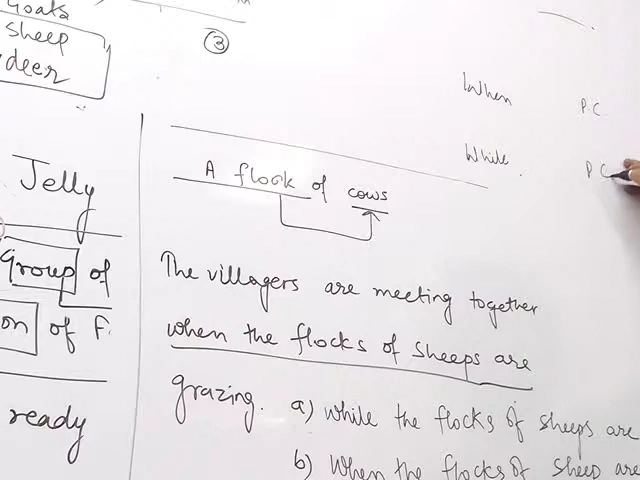 Goats
sheep
deer
③
When P.C
While. P C
Jelly
A flock of cows
Group of
on of F
The villagers are meeting together
when the flocks of sheeps are
grazing. a) while the flocks of sheeps are
ready
b) When the flocks of sheep are